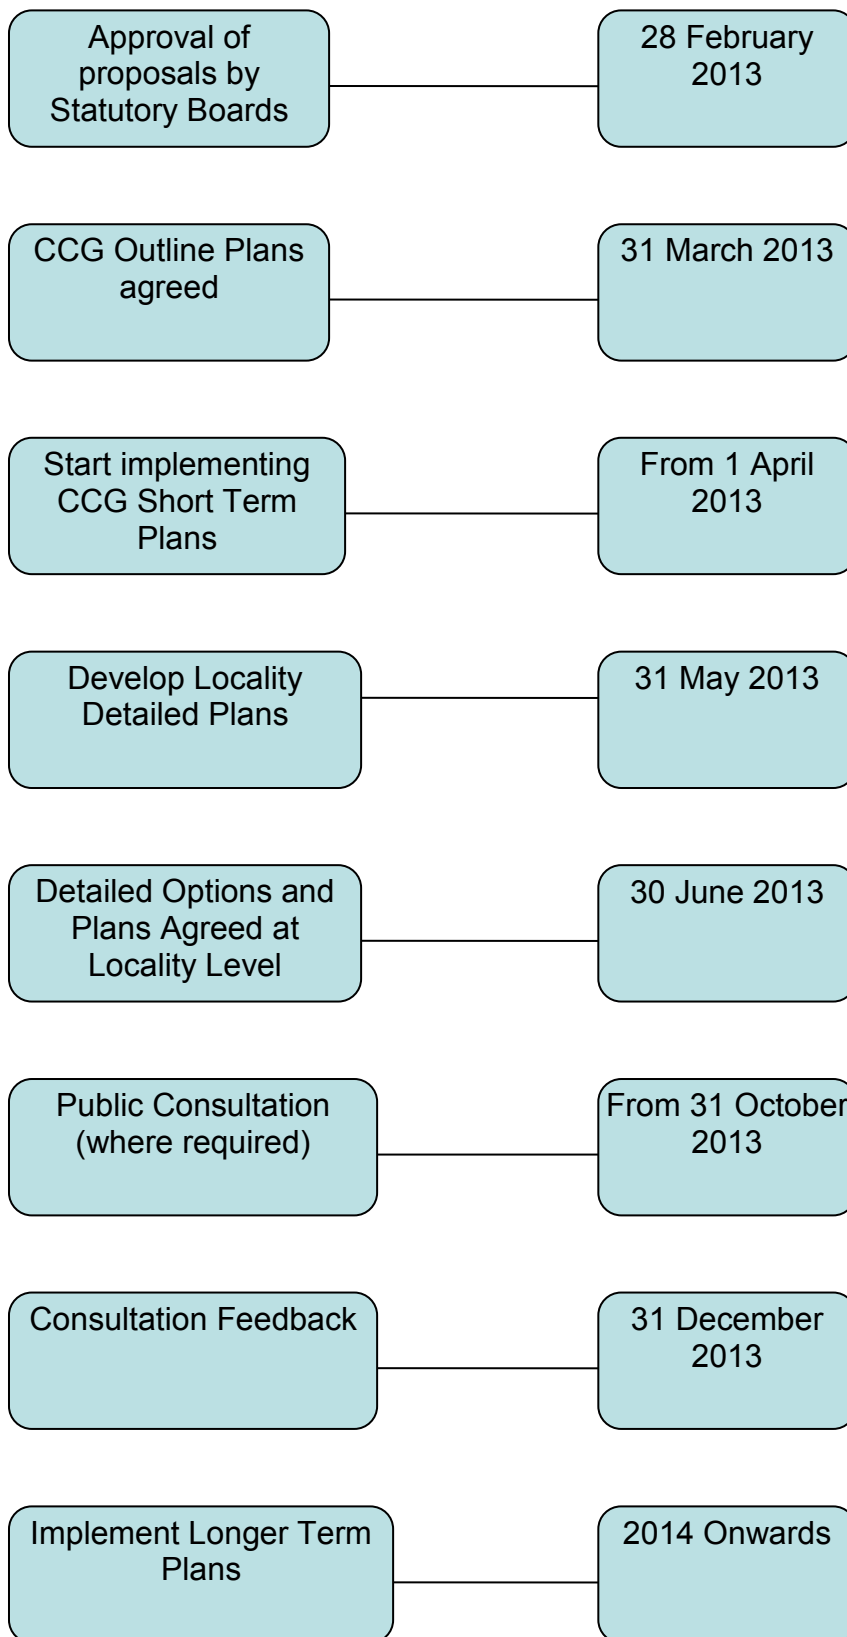 Approval of
proposals by
Statutory Boards
28 February
2013
CCG Outline Plans
agreed
31 March 2013
Start implementing
CCG Short Term
Plans
From 1 April
2013
Develop Locality
Detailed Plans
31 May 2013
Detailed Options and
Plans Agreed at
Locality Level
30 June 2013
Public Consultation
(where required)
From 31 October
2013
Consultation Feedback
31 December
2013
Implement Longer Term
Plans
2014 Onwards